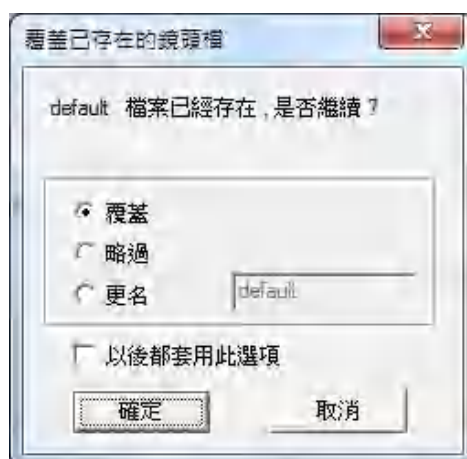 覆蓋已存在的鏡頭檔
default 檔案已經存在,是否繼續?
覆蓋
略過
更名 default
以後都套用此選項
確定 取消